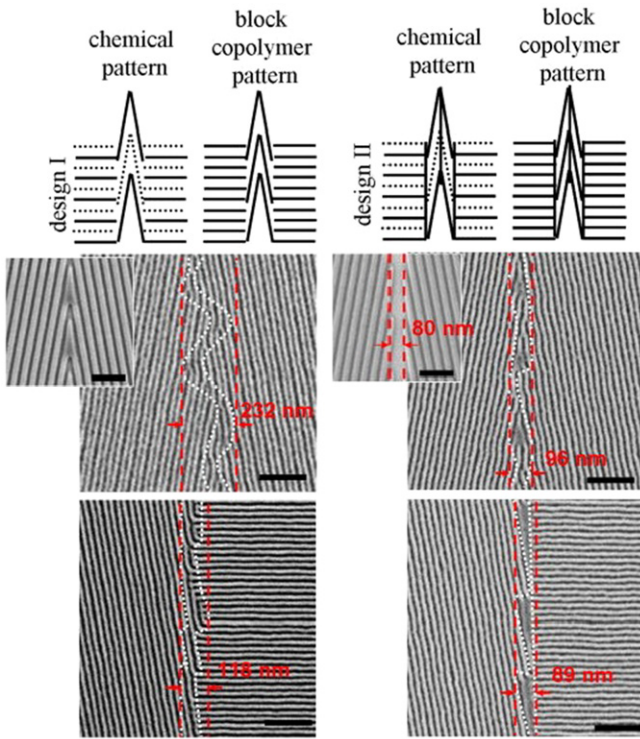 chemical
pattern
block
copolymer
pattern
chemical
pattern
block
copolymer
pattern
design I
design II
80 nm
232 nm
96 nm
118 nm
89 nm